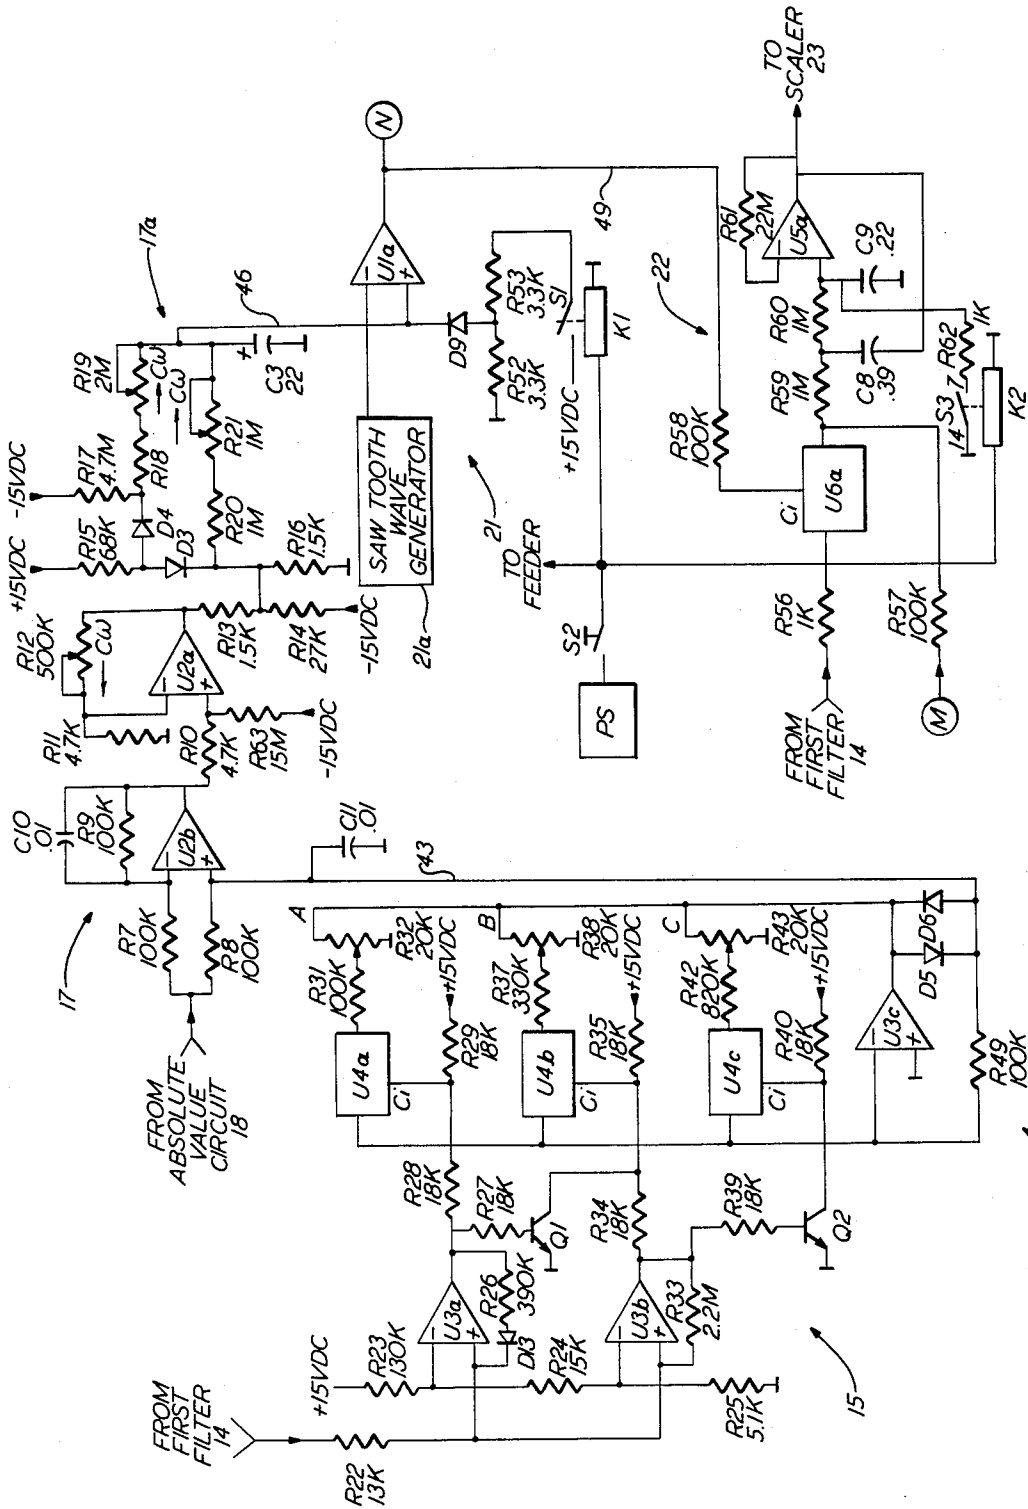 FROM
FIRST
FILTER
14
R22
13K
+15VDC
R23
130K
R24
15K
R25
5.1K
U3a
−
+
R26
390K
D13
U3b
−
+
R33
2.2M
15
R28
18K
R27
18K
Q1
R34
18K
R39
18K
Q2
FROM
ABSOLUTE
VALUE
CIRCUIT
18
17
R7
100K
R8
100K
C10
.01
R9
100K
U2b
−
+
C11
.01
43
U4a
Ci
R31
100K
A
R32
20K
+15VDC
R29
18K
U4b
Ci
R37
330K
B
R38
20K
+15VDC
R35
18K
U4c
Ci
R42
820K
C
R43
20K
+15VDC
R40
18K
U3c
−
+
D5
D6
R49
100K
R11
4.7K
R10
4.7K
R63
15M
−15VDC
R12
500K
CW
U2a
−
+
R13
1.5K
R14
27K
−15VDC
+15VDC
R15
68K
−15VDC
R17
4.7M
D4
D3
R18
R19
2M
CW
CW
R20
1M
R21
1M
R16
1.5K
17a
46
+
C3
22
SAW TOOTH
WAVE
GENERATOR
21a
21
U1a
−
+
N
D9
R52
3.3K
R53
3.3K
S1
+15VDC
K1
TO
FEEDER
S2
PS
49
22
R58
100K
FROM
FIRST
FILTER
14
R56
1K
Ci
U6a
R57
100K
M
R59
1M
R60
1M
R61
22M
U5a
−
C8
.39
C9
.22
TO
SCALER
23
R62
1K
S3
14
7
K2